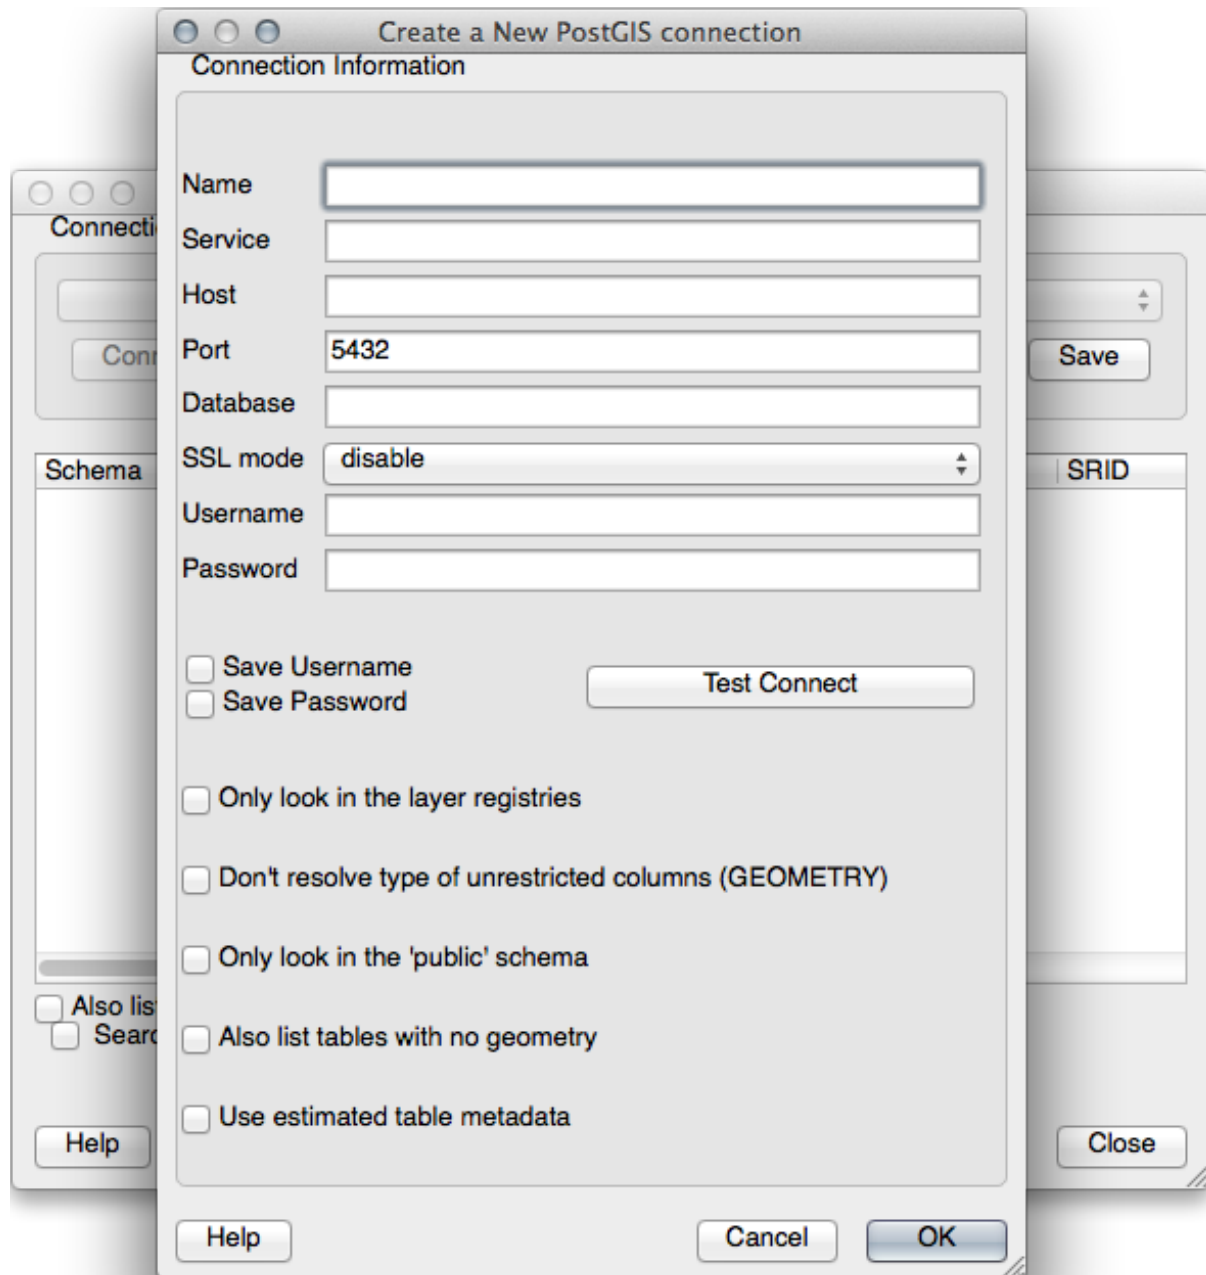 Create a New PostGIS connection
Connection Information
Name
Service
Host
Port 5432
Database
SSL mode disable
Username
Password
Save Username
Test Connect
Save Password
Only look in the layer registries
Don't resolve type of unrestricted columns (GEOMETRY)
Only look in the 'public' schema
Also list tables with no geometry
Use estimated table metadata
Help Cancel OK
Save
Schema SRID
Also
Help Close